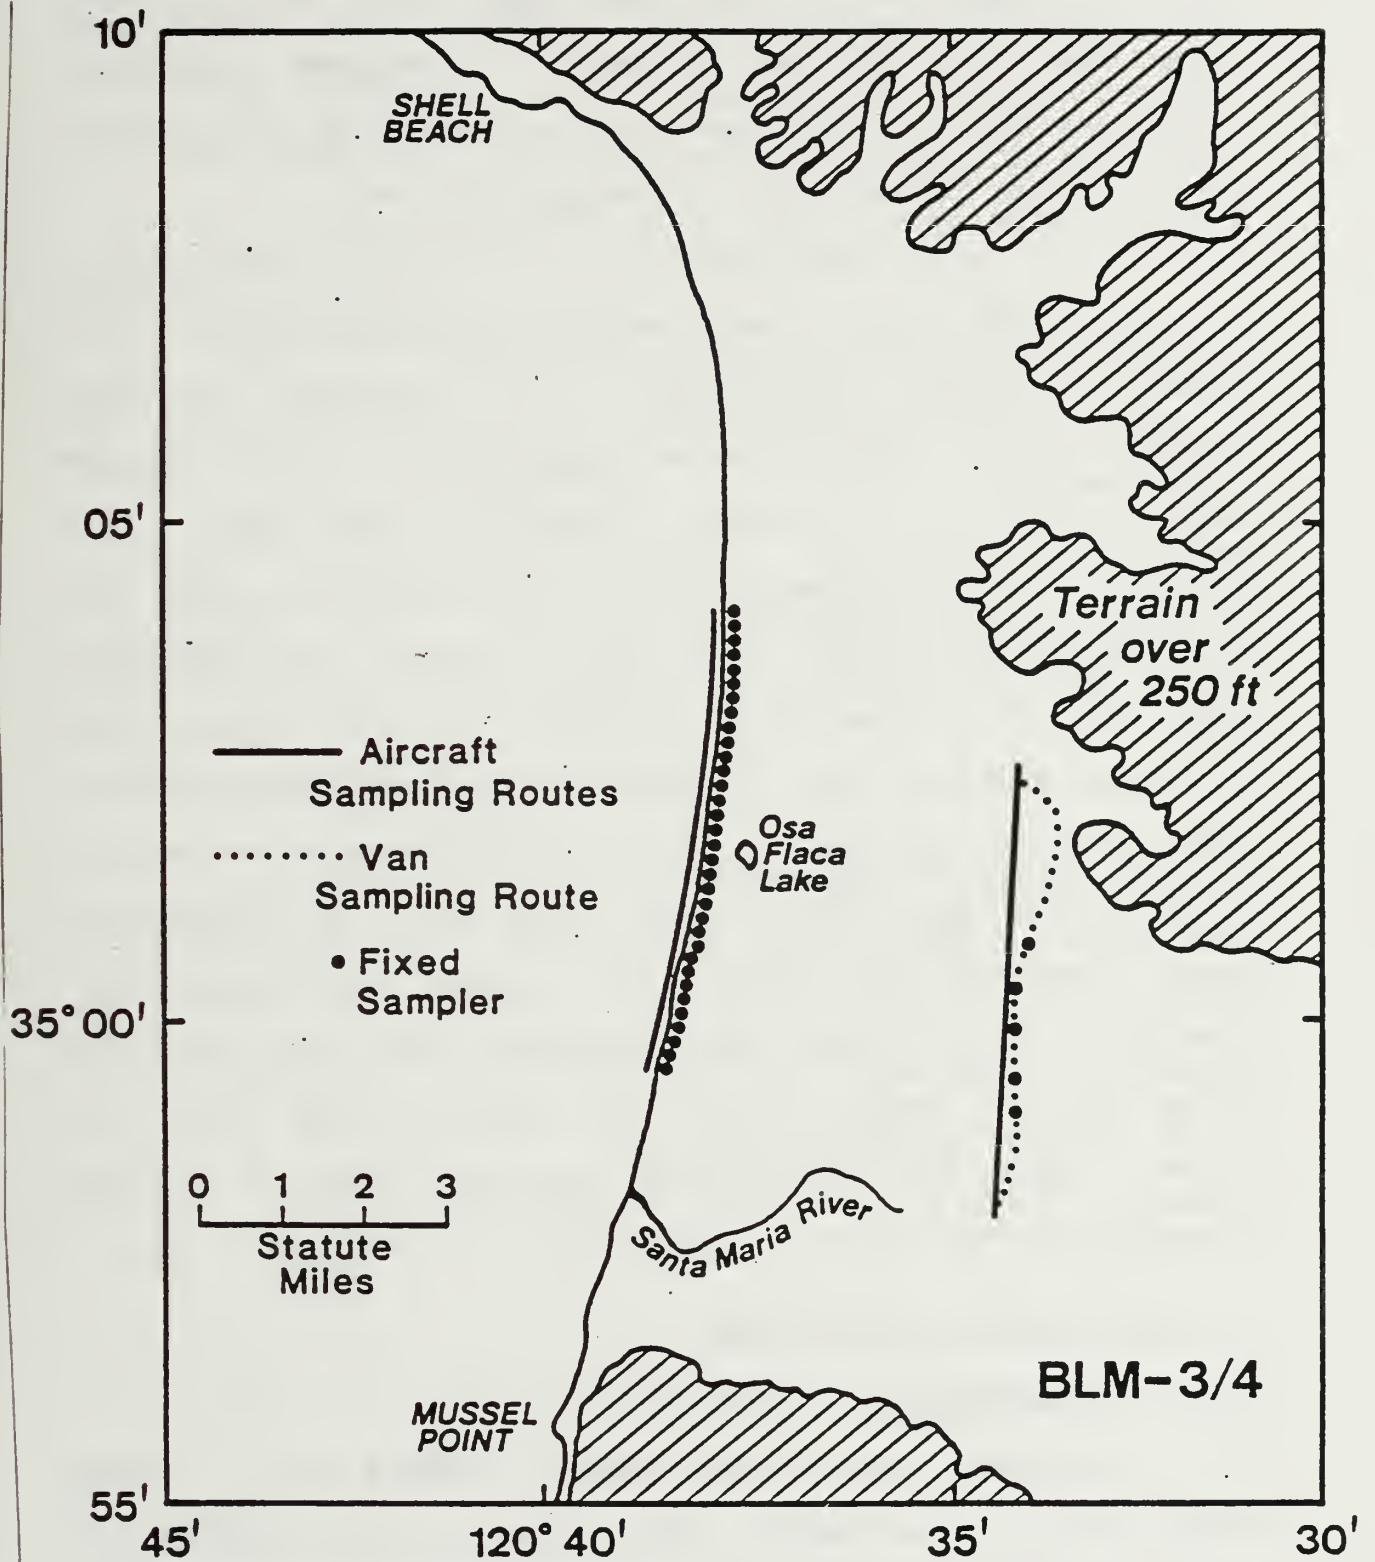 10'
SHELL
BEACH
05'
Terrain
over
250 ft
Aircraft
Sampling Routes
Van
Sampling Route
Fixed
Sampler
Osa
Flaca
Lake
35° 00'
0 1 2 3
Statute
Miles
Santa Maria River
BLM-3/4
MUSSEL
POINT
55'
45' 120° 40' 35' 30'